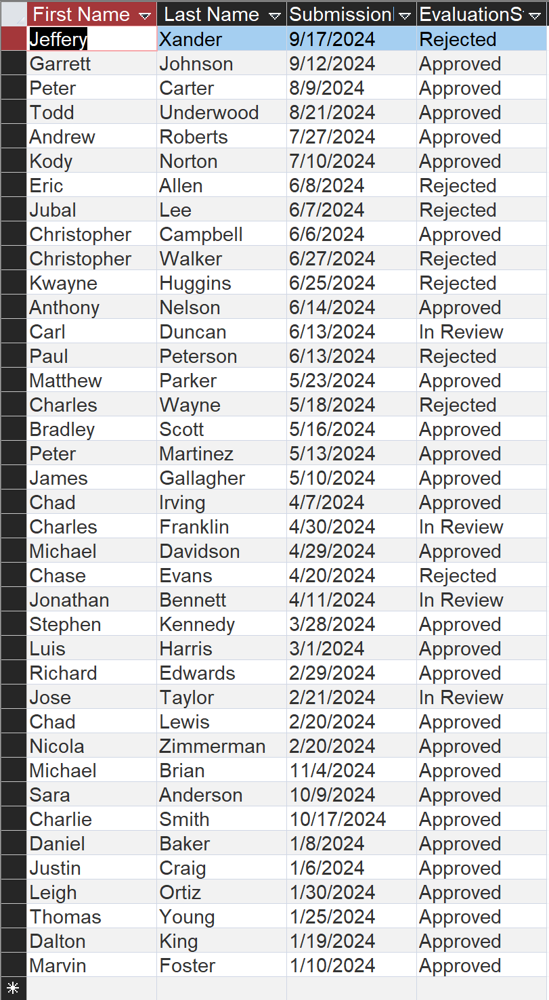 First Name Last Name Submission EvaluationS
Jeffery Xander 9/17/2024 Rejected
Garrett Johnson 9/12/2024 Approved
Peter Carter 8/9/2024 Approved
Todd Underwood 8/21/2024 Approved
Andrew Roberts 7/27/2024 Approved
Kody Norton 7/10/2024 Approved
Eric Allen 6/8/2024 Rejected
Jubal Lee 6/7/2024 Rejected
Christopher Campbell 6/6/2024 Approved
Christopher Walker 6/27/2024 Rejected
Kwayne Huggins 6/25/2024 Rejected
Anthony Nelson 6/14/2024 Approved
Carl Duncan 6/13/2024 In Review
Paul Peterson 6/13/2024 Rejected
Matthew Parker 5/23/2024 Approved
Charles Wayne 5/18/2024 Rejected
Bradley Scott 5/16/2024 Approved
Peter Martinez 5/13/2024 Approved
James Gallagher 5/10/2024 Approved
Chad Irving 4/7/2024 Approved
Charles Franklin 4/30/2024 In Review
Michael Davidson 4/29/2024 Approved
Chase Evans 4/20/2024 Rejected
Jonathan Bennett 4/11/2024 In Review
Stephen Kennedy 3/28/2024 Approved
Luis Harris 3/1/2024 Approved
Richard Edwards 2/29/2024 Approved
Jose Taylor 2/21/2024 In Review
Chad Lewis 2/20/2024 Approved
Nicola Zimmerman 2/20/2024 Approved
Michael Brian 11/4/2024 Approved
Sara Anderson 10/9/2024 Approved
Charlie Smith 10/17/2024 Approved
Daniel Baker 1/8/2024 Approved
Justin Craig 1/6/2024 Approved
Leigh Ortiz 1/30/2024 Approved
Thomas Young 1/25/2024 Approved
Dalton King 1/19/2024 Approved
Marvin Foster 1/10/2024 Approved